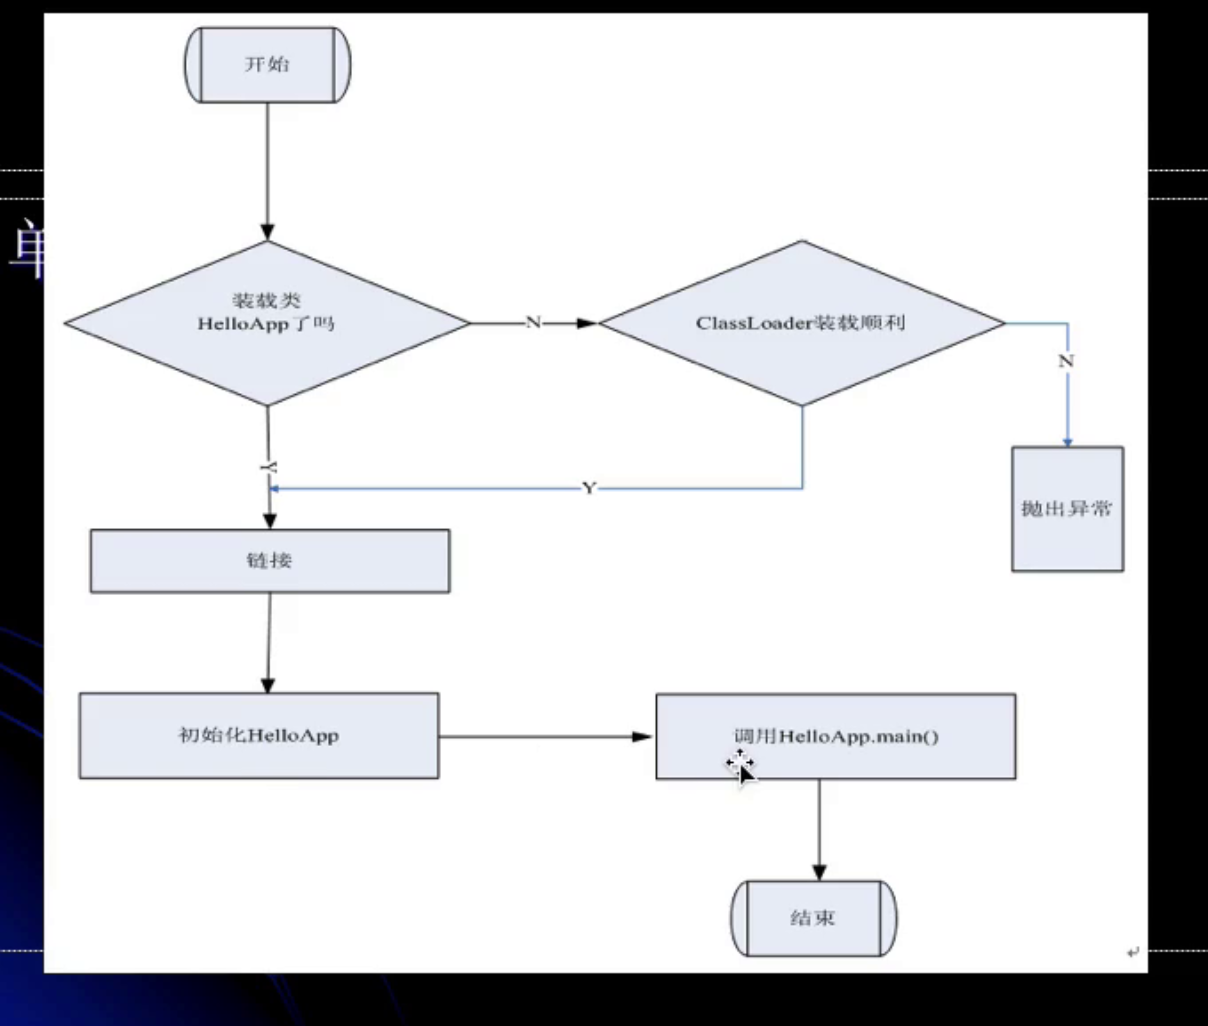 开始
装载类
HelloApp了吗
N
ClassLoader装载顺利
N
Y
Y
抛出异常
链接
初始化HelloApp
调用HelloApp.main()
结束